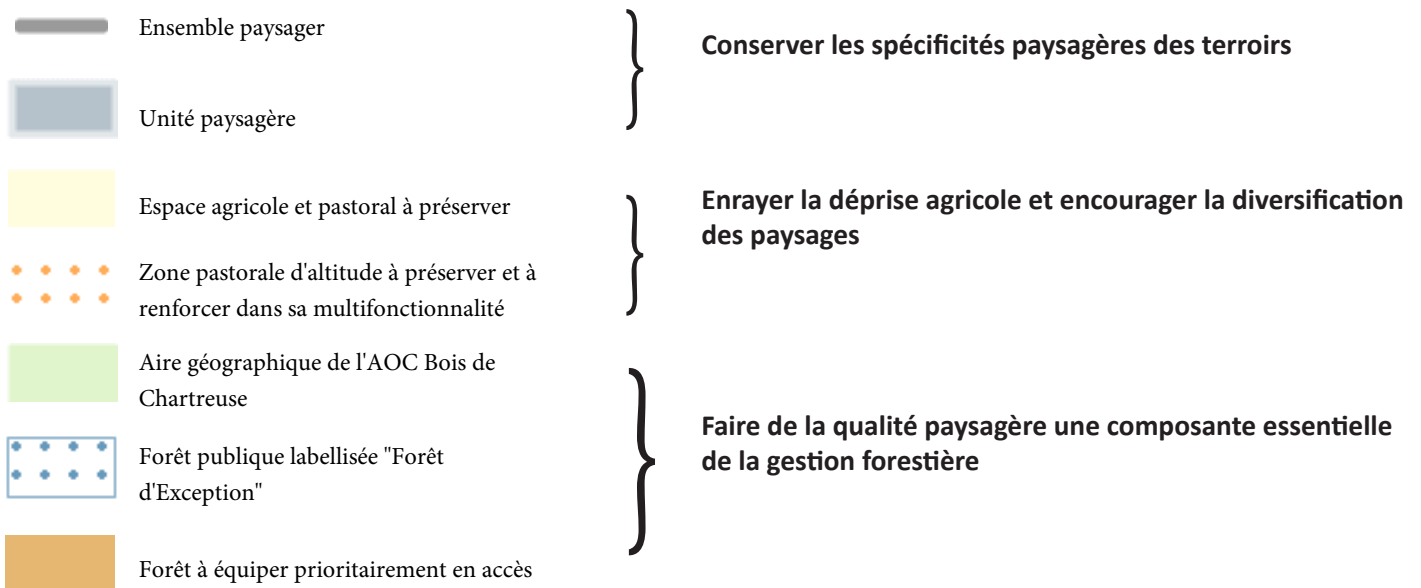 Ensemble paysager
Conserver les spécificités paysagères des terroirs
Unité paysagère
Espace agricole et pastoral à préserver
Enrayer la déprise agricole et encourager la diversification
des paysages
Zone pastorale d'altitude à préserver et à
renforcer dans sa multifonctionnalité
Aire géographique de l'AOC Bois de
Chartreuse
Faire de la qualité paysagère une composante essentielle
de la gestion forestière
Forêt publique labellisée "Forêt
d'Exception"
Forêt à équiper prioritairement en accès